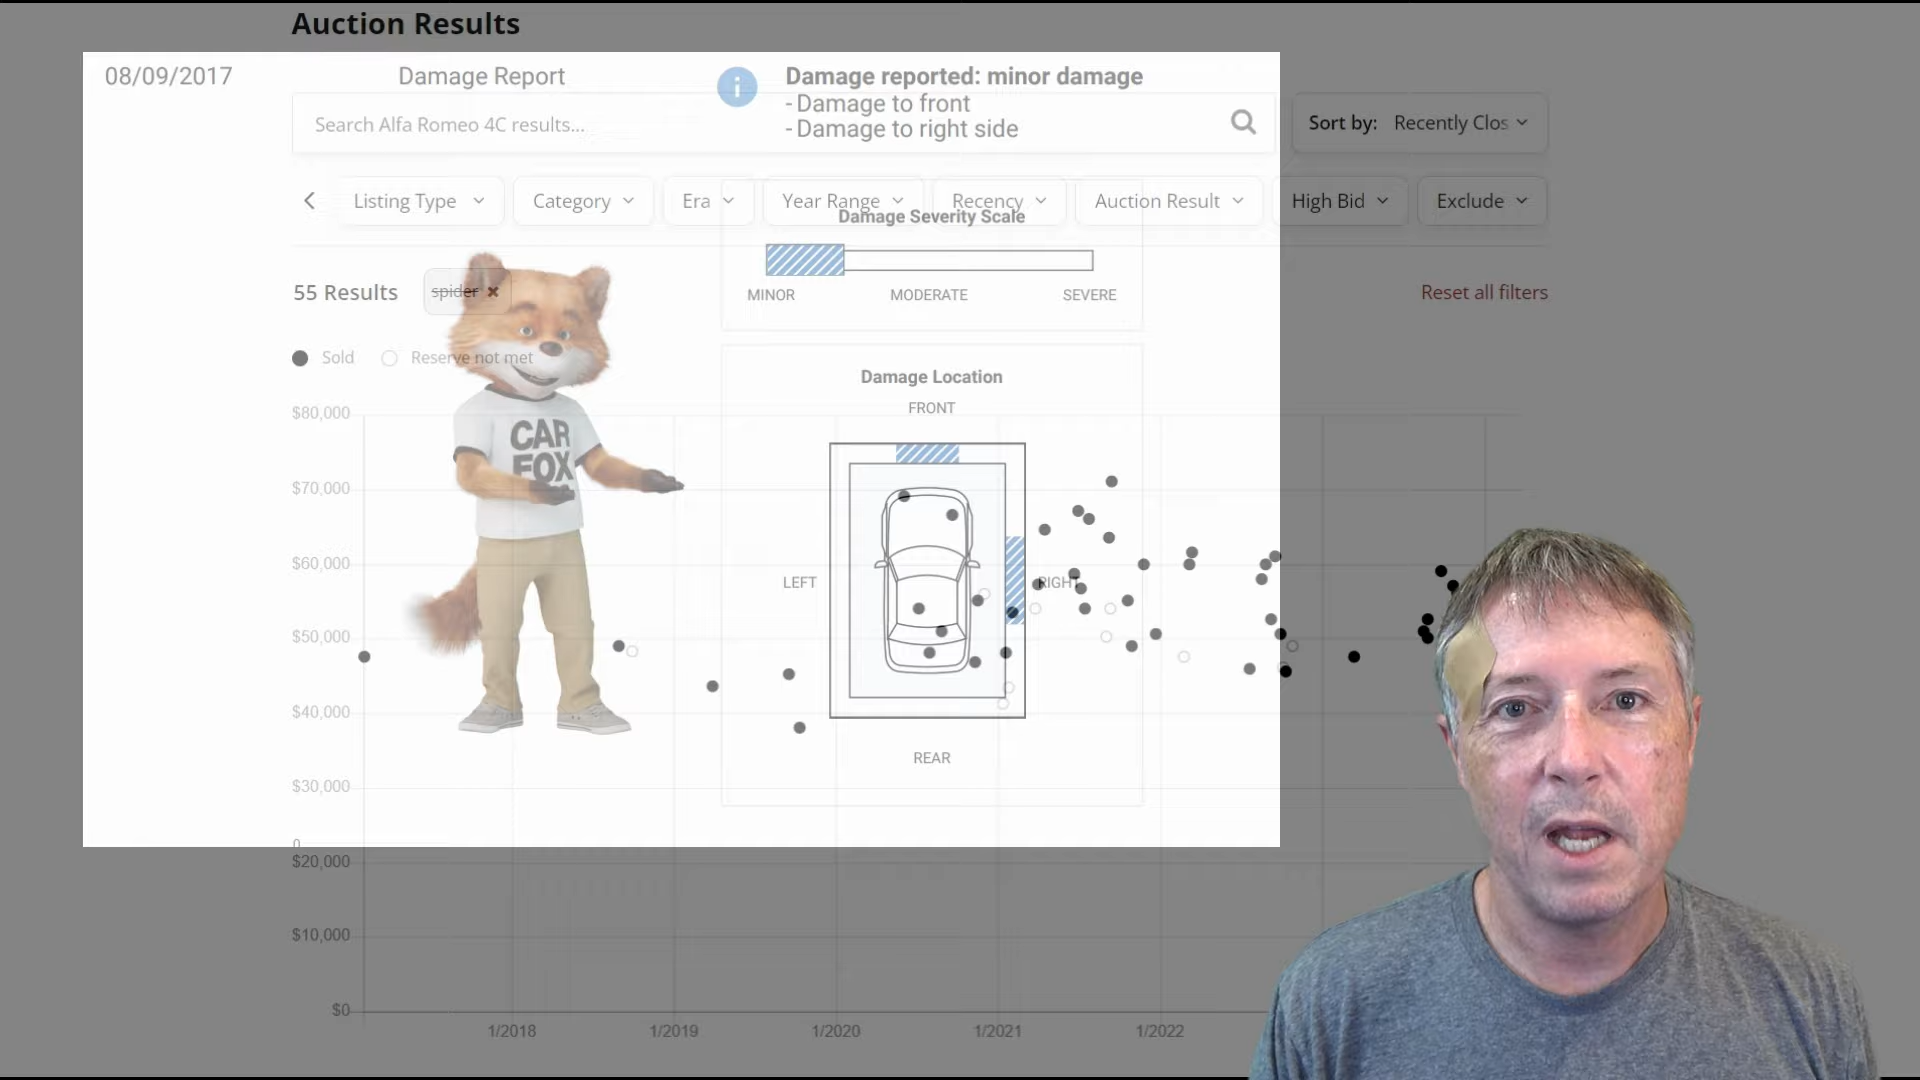 Auction Results
08/09/2017
Damage Report
Damage reported: minor damage
- Damage to front
- Damage to right side
Search Alfa Romeo 4C results...
Sort by: Recently Clos
Listing Type
Category
Era
Year Range
Recency
Auction Result
High Bid
Exclude
Damage Severity Scale
MINOR
MODERATE
SEVERE
55 Results
spider
Reset all filters
Sold
Reserve not met
Damage Location
FRONT
LEFT
RIGHT
REAR
CAR
FOX
$80,000
$70,000
$60,000
$50,000
$40,000
$30,000
0
$20,000
$10,000
$0
1/2018
1/2019
1/2020
1/2021
1/2022